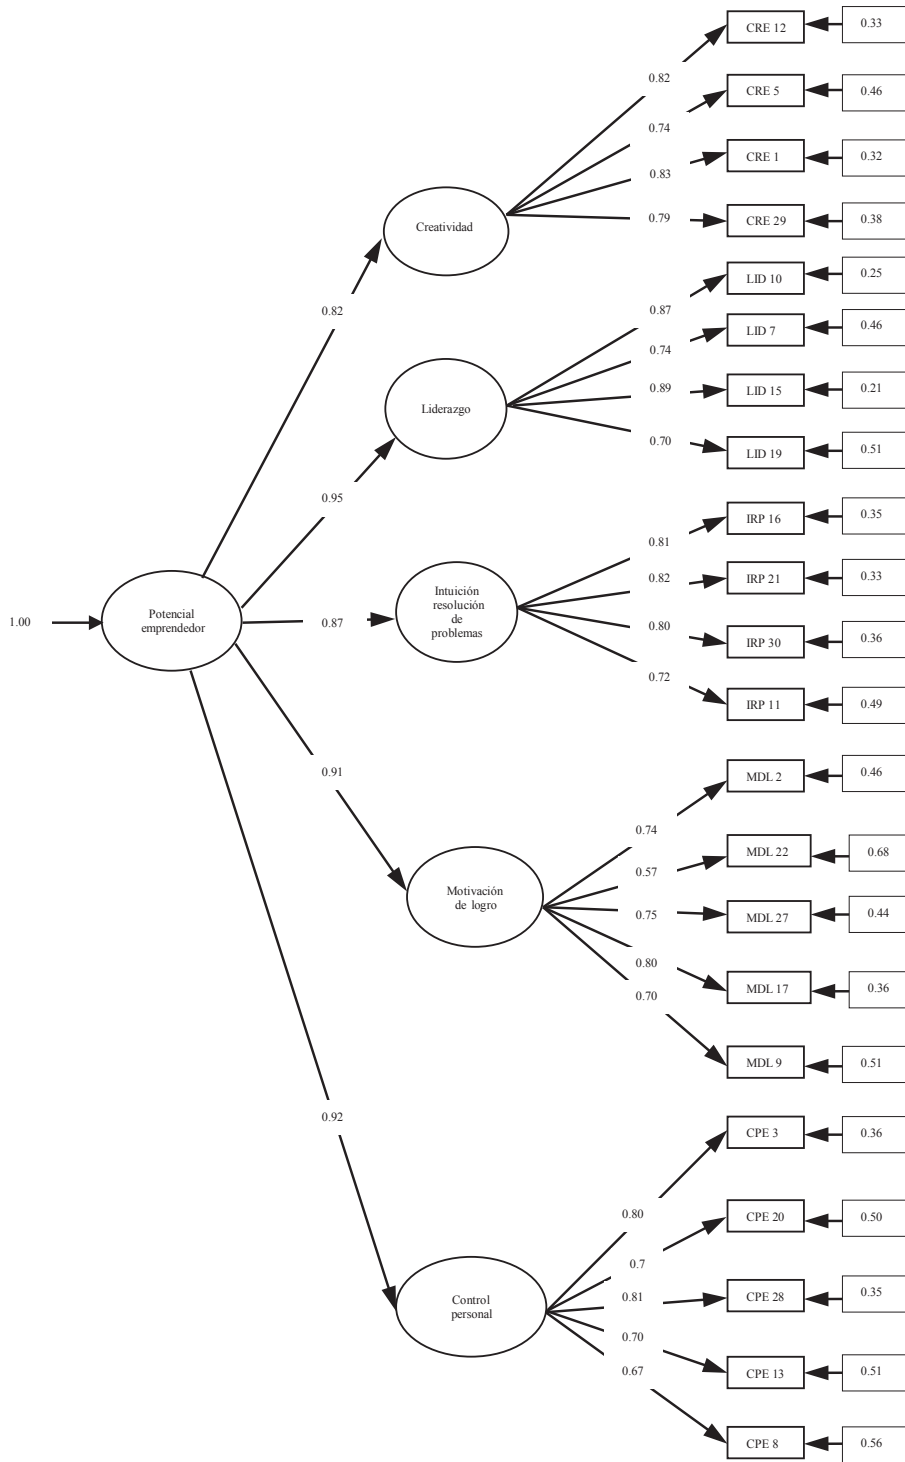 CRE 12
0.33
0.82
CRE 5
0.46
0.74
CRE 1
0.32
0.83
CRE 29
0.38
0.79
Creatividad
LID 10
0.25
0.87
0.82
LID 7
0.46
0.74
LID 15
0.21
0.89
Liderazgo
LID 19
0.51
0.70
0.95
IRP 16
0.35
0.81
IRP 21
0.33
0.82
Intuición
resolución
de
problemas
Potencial
emprendedor
1.00
0.87
IRP 30
0.36
0.80
IRP 11
0.49
0.72
0.91
MDL 2
0.46
0.74
MDL 22
0.68
0.57
Motivación
de logro
MDL 27
0.44
0.75
MDL 17
0.36
0.80
0.70
MDL 9
0.51
0.92
CPE 3
0.36
0.80
CPE 20
0.50
0.7
CPE 28
0.35
0.81
Control
personal
0.70
CPE 13
0.51
0.67
CPE 8
0.56